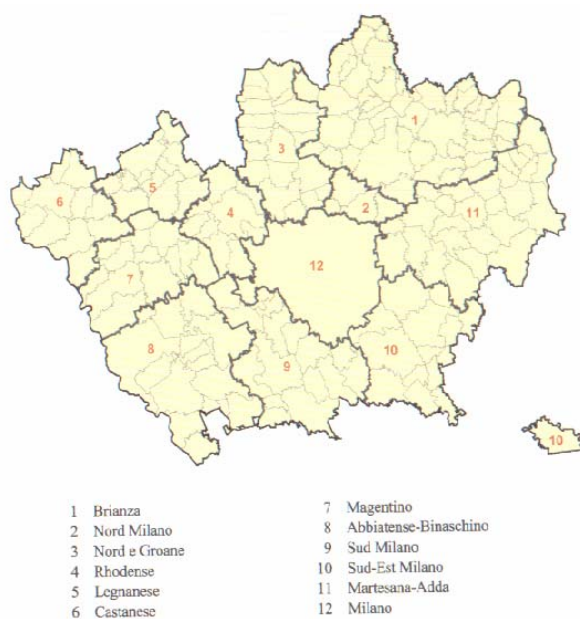 1
3
5
6
4
2
11
12
7
8
9
10
10
1 Brianza
2 Nord Milano
3 Nord e Groane
4 Rhodense
5 Legnanese
6 Castanese
7 Magentino
8 Abbiatense-Binaschino
9 Sud Milano
10 Sud-Est Milano
11 Martesana-Adda
12 Milano